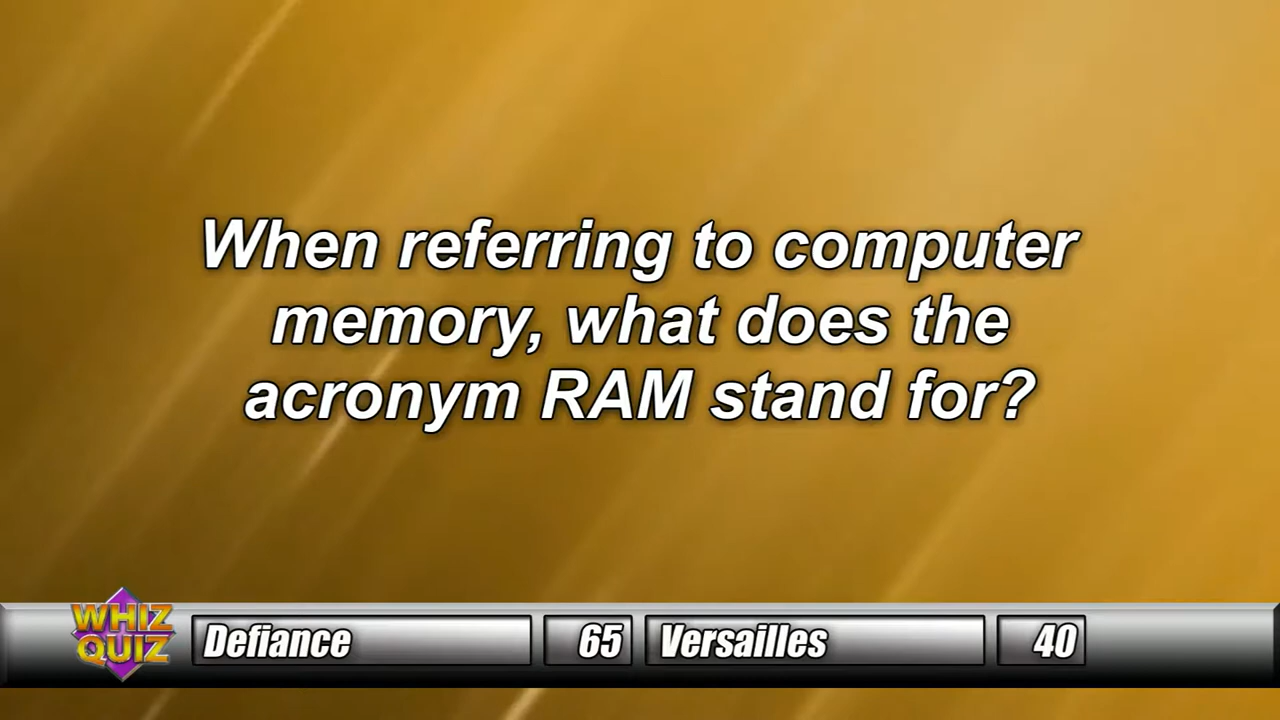 When referring to computer
memory, what does the
acronym RAM stand for?
WHIZ
QUIZ
Defiance 65 Versailles 40